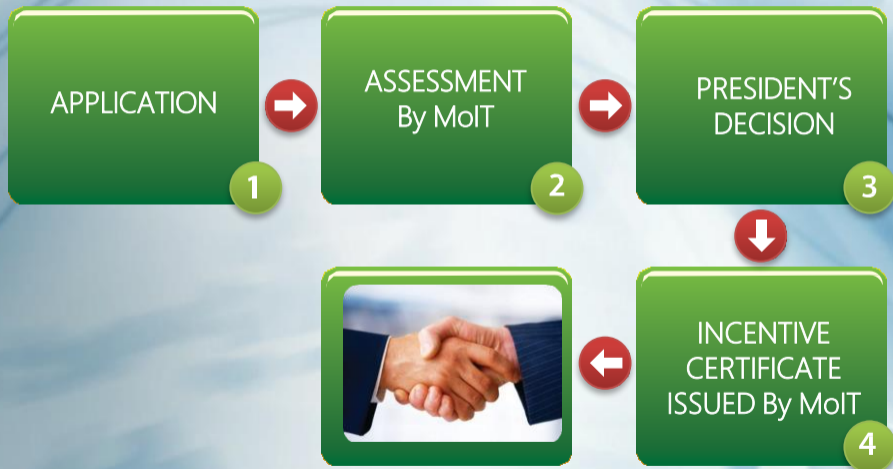 APPLICATION
1
ASSESSMENT
By MoIT
2
PRESIDENT'S
DECISION
3
INCENTIVE
CERTIFICATE
ISSUED By MoIT
4